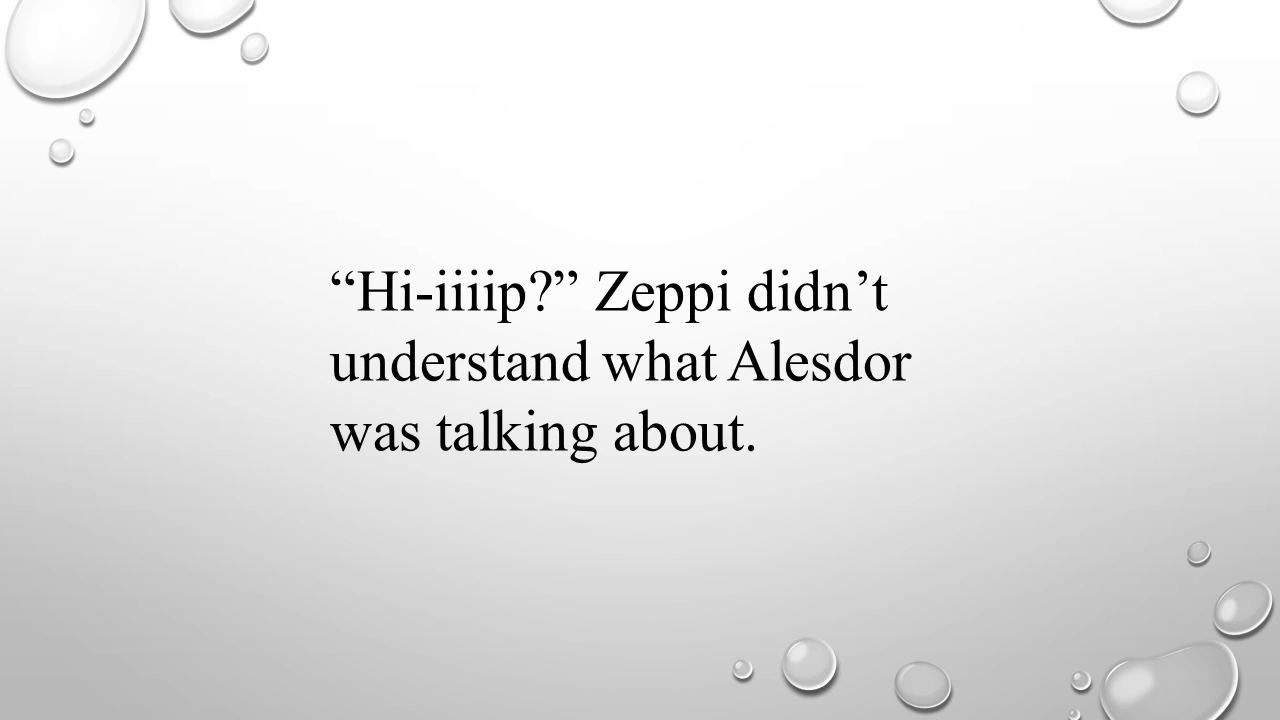 “Hi-iiiip?” Zeppi didn’t
understand what Alesdor
was talking about.